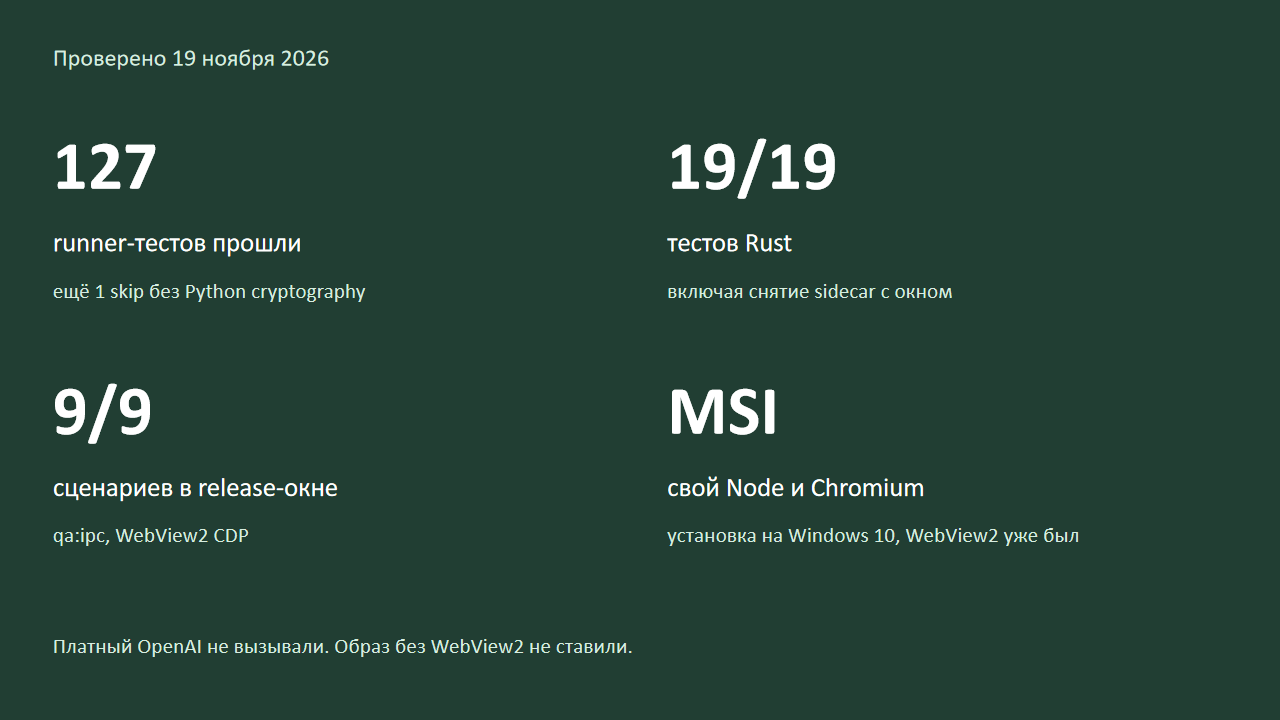 Проверено 19 ноября 2026
127
runner-тестов прошли
ещё 1 skip без Python cryptography
19/19
тестов Rust
включая снятие sidecar с окном
9/9
сценариев в release-окне
qa:ipc, WebView2 CDP
MSI
свой Node и Chromium
установка на Windows 10, WebView2 уже был
Платный OpenAI не вызывали. Образ без WebView2 не ставили.